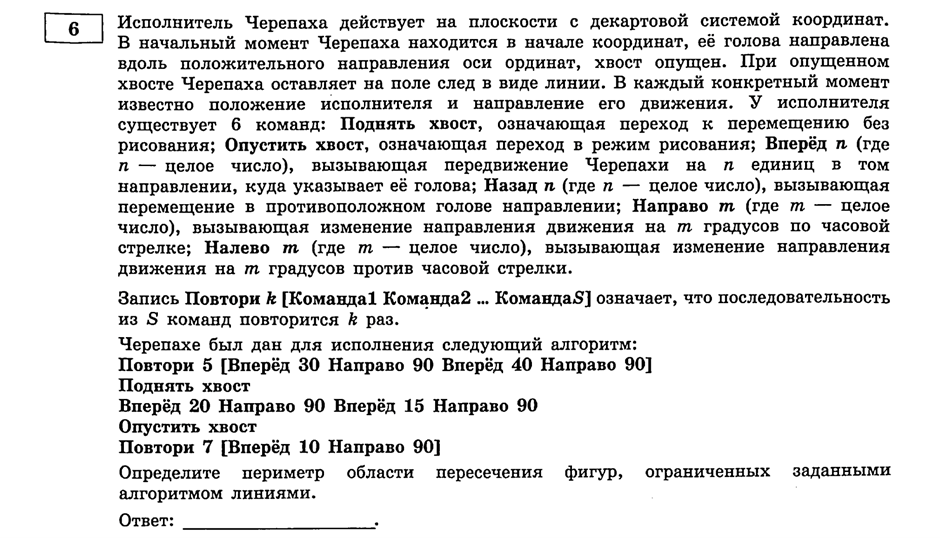 6
Исполнитель Черепаха действует на плоскости с декартовой системой координат.
В начальный момент Черепаха находится в начале координат, её голова направлена
вдоль положительного направления оси ординат, хвост опущен. При опущенном
хвосте Черепаха оставляет на поле след в виде линии. В каждый конкретный момент
известно положение исполнителя и направление его движения. У исполнителя
существует 6 команд: Поднять хвост, означающая переход к перемещению без
рисования; Опустить хвост, означающая переход в режим рисования; Вперёд n (где
n — целое число), вызывающая передвижение Черепахи на n единиц в том
направлении, куда указывает её голова; Назад n (где n — целое число), вызывающая
перемещение в противоположном голове направлении; Направо m (где m — целое
число), вызывающая изменение направления движения на m градусов по часовой
стрелке; Налево m (где m — целое число), вызывающая изменение направления
движения на m градусов против часовой стрелки.
Запись Повтори k [Команда1 Команда2 ... КомандаS] означает, что последовательность
из S команд повторится k раз.
Черепахе был дан для исполнения следующий алгоритм:
Повтори 5 [Вперёд 30 Направо 90 Вперёд 40 Направо 90]
Поднять хвост
Вперёд 20 Направо 90 Вперёд 15 Направо 90
Опустить хвост
Повтори 7 [Вперёд 10 Направо 90]
Определите периметр области пересечения фигур, ограниченных заданными
алгоритмом линиями.
Ответ: ____________________.